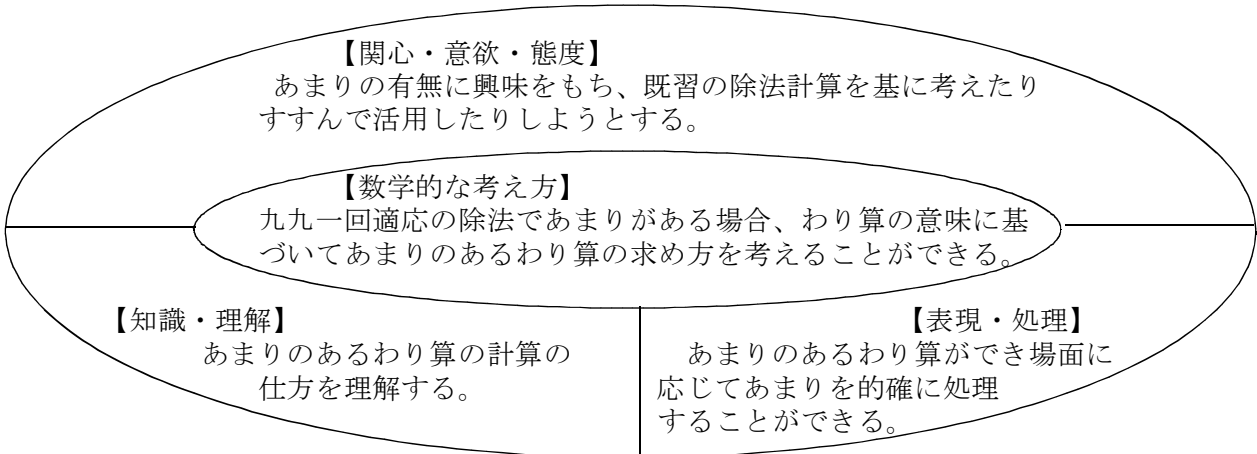 【関心・意欲・態度】
あまりの有無に興味をもち、既習の除法計算を基に考えたり
すすんで活用したりしようとする。
【数学的な考え方】
九九一回適応の除法であまりがある場合、わり算の意味に基
づいてあまりのあるわり算の求め方を考えることができる。
【知識・理解】
あまりのあるわり算の計算の
仕方を理解する。
【表現・処理】
あまりのあるわり算ができ場面に
応じてあまりを的確に処理
することができる。